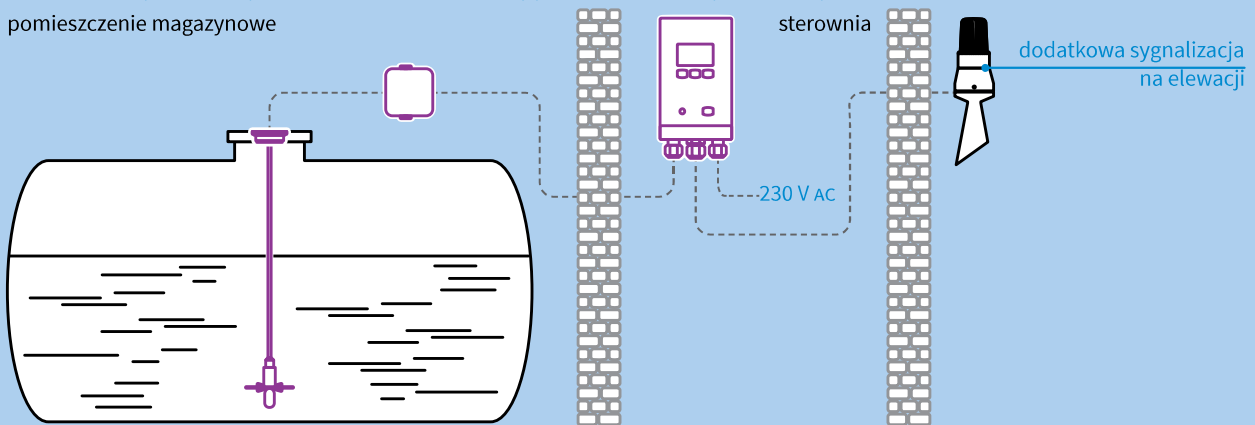 pomieszczenie magazynowe
sterownia
dodatkowa sygnalizacja
na elewacji
230 V AC